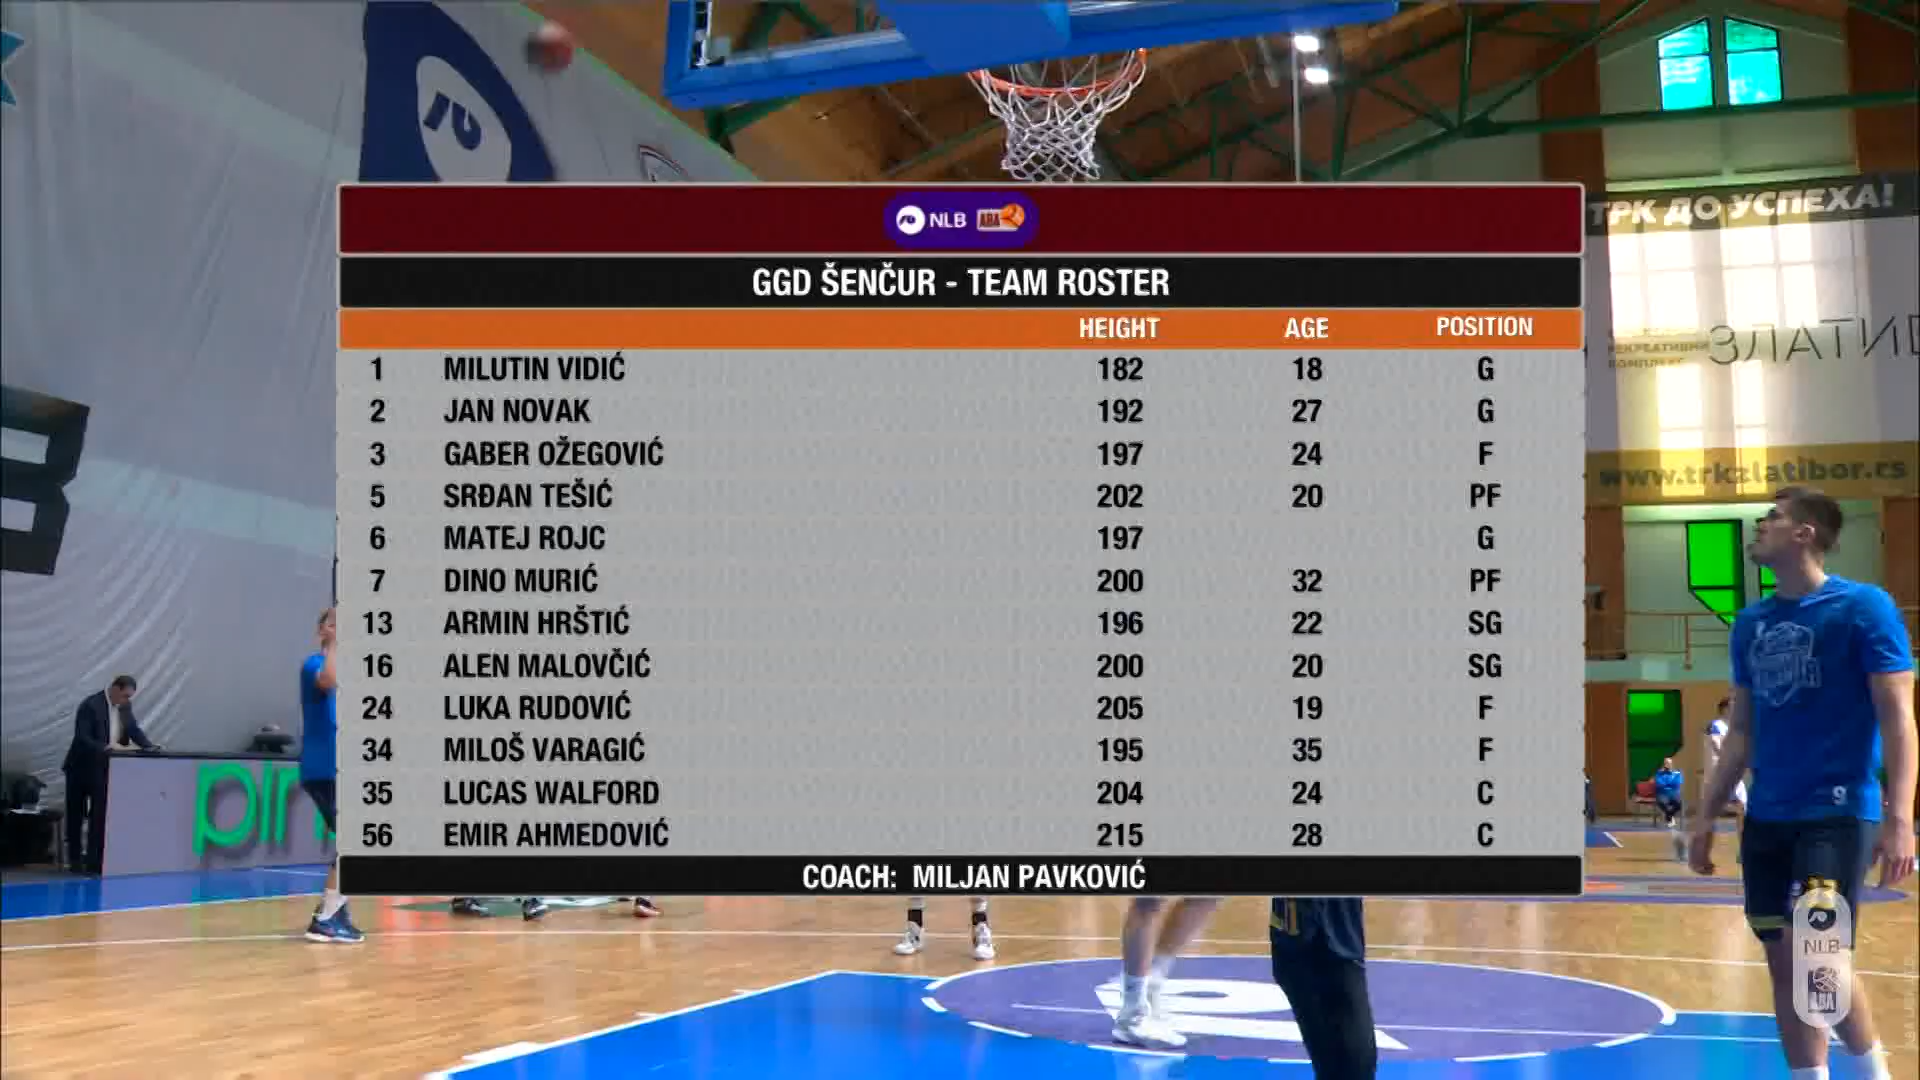 ТРК ДО УСПЕХА!
NLB ABA
GGD ŠENČUR - TEAM ROSTER
HEIGHT AGE POSITION
1 MILUTIN VIDIĆ 182 18 G
2 JAN NOVAK 192 27 G
3 GABER OŽEGOVIĆ 197 24 F
5 SRĐAN TEŠIĆ 202 20 PF
6 MATEJ ROJC 197 G
7 DINO MURIĆ 200 32 PF
13 ARMIN HRŠTIĆ 196 22 SG
16 ALEN MALOVČIĆ 200 20 SG
24 LUKA RUDOVIĆ 205 19 F
34 MILOŠ VARAGIĆ 195 35 F
35 LUCAS WALFORD 204 24 C
56 EMIR AHMEDOVIĆ 215 28 C
COACH: MILJAN PAVKOVIĆ
www.trkzlatibor.rs
9
NLB
ABA